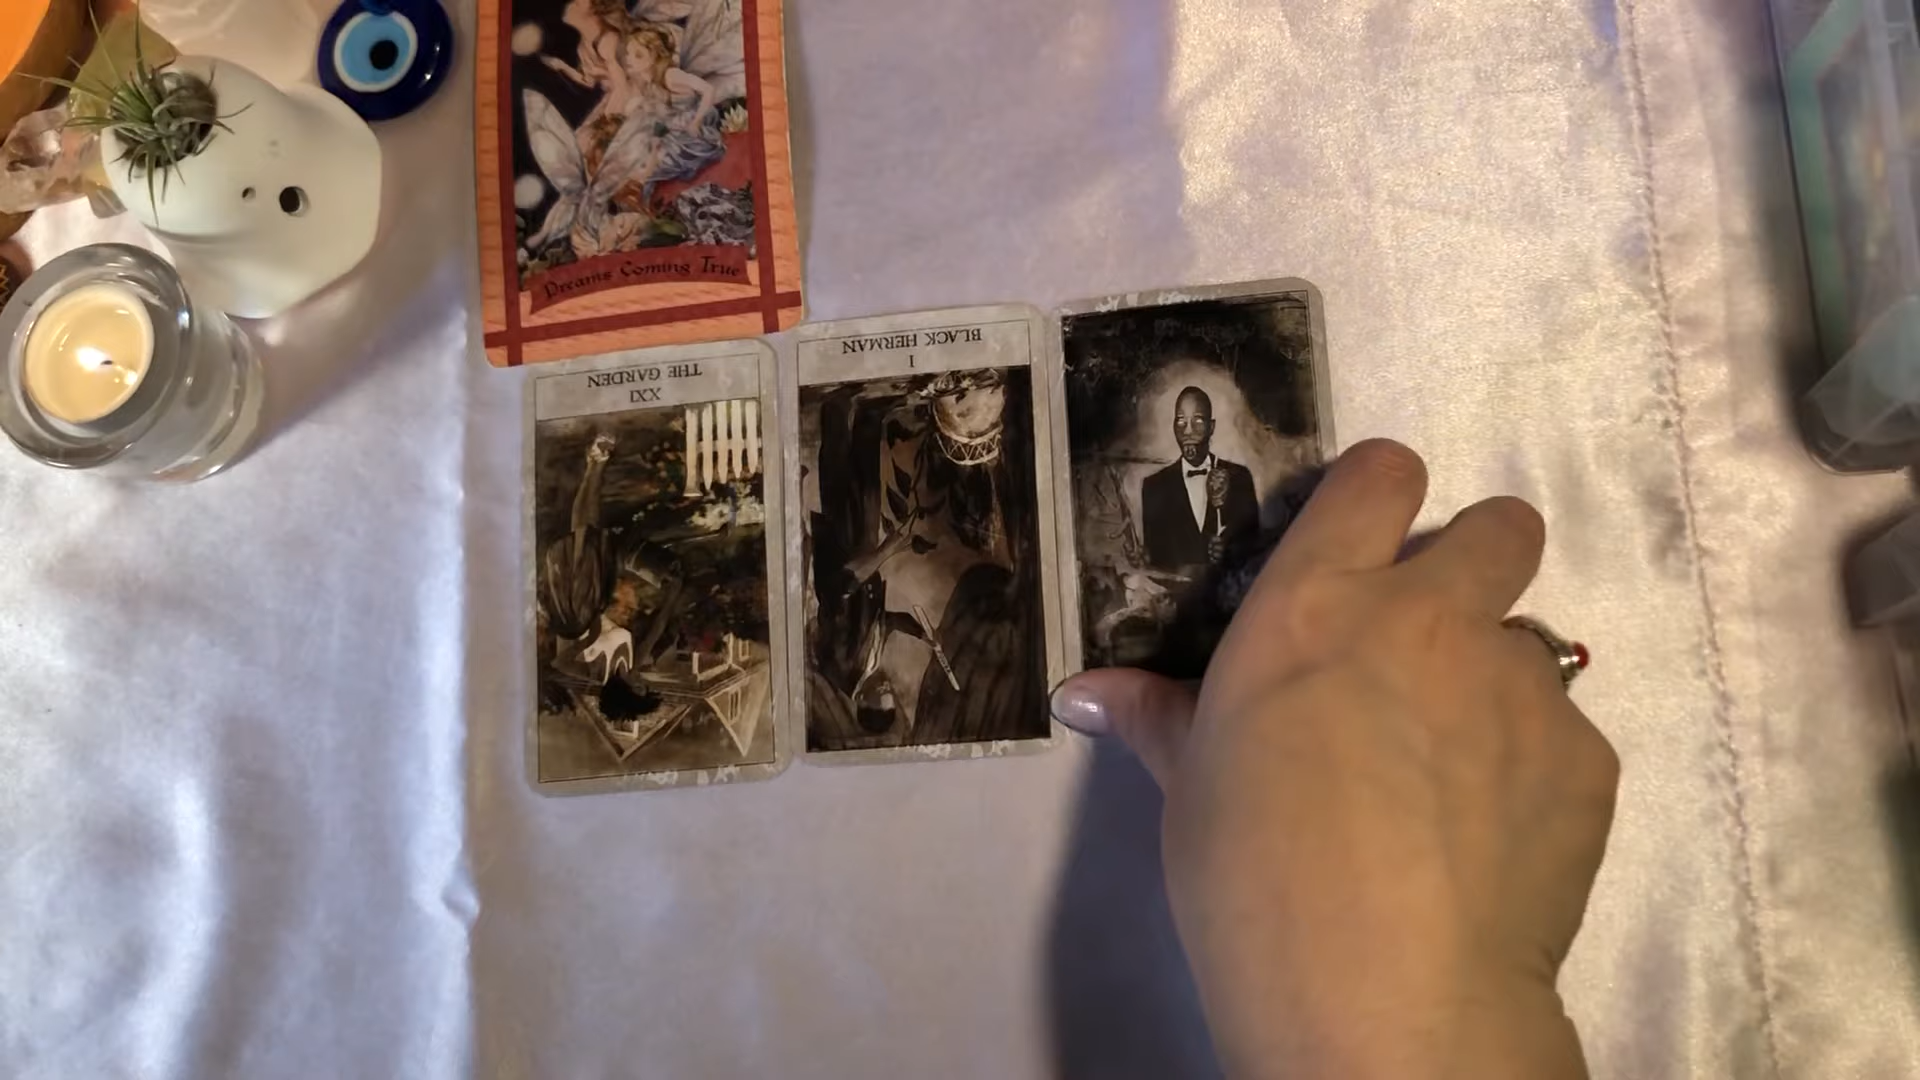 Dreams Coming True
THE GARDEN
XXI
BLACK HERMAN
I